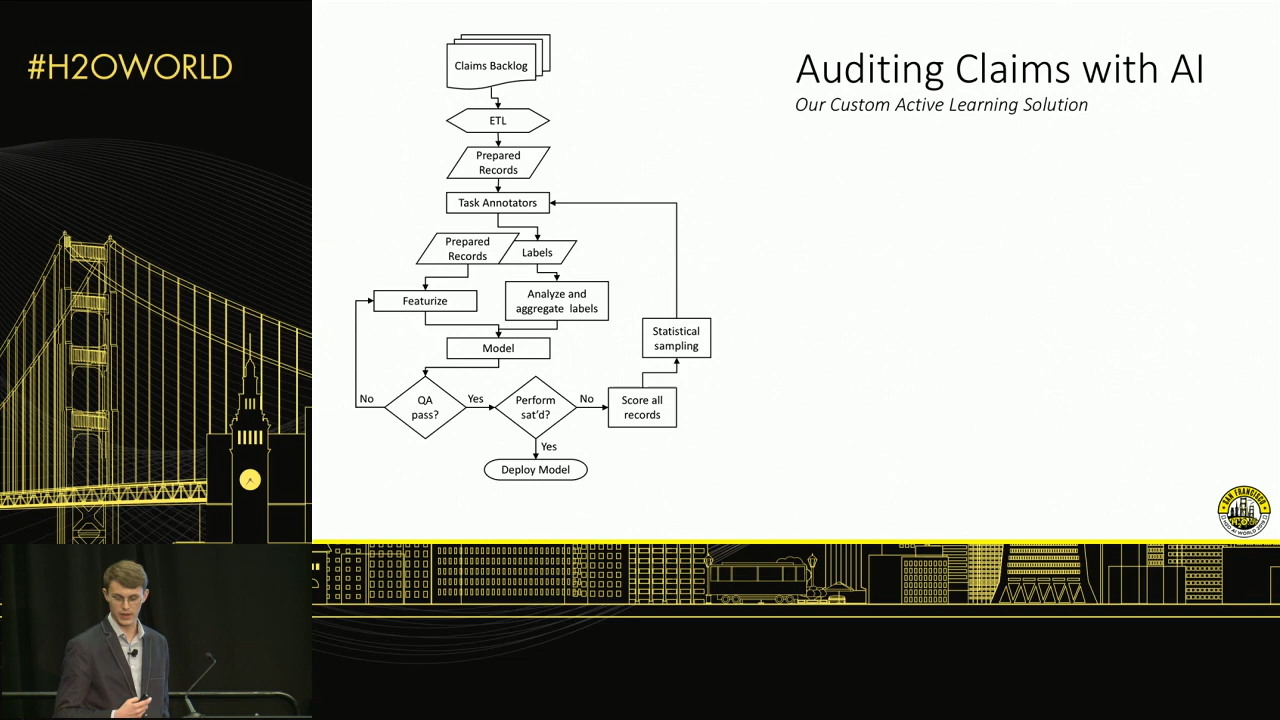 #H2OWORLD
Auditing Claims with AI
Our Custom Active Learning Solution
Claims Backlog
ETL
Prepared
Records
Task Annotators
Prepared
Records
Labels
Featurize
Analyze and
aggregate labels
Model
Statistical
sampling
No
QA
pass?
Yes
Perform
sat'd?
No
Score all
records
Yes
Deploy Model
SAN FRANCISCO